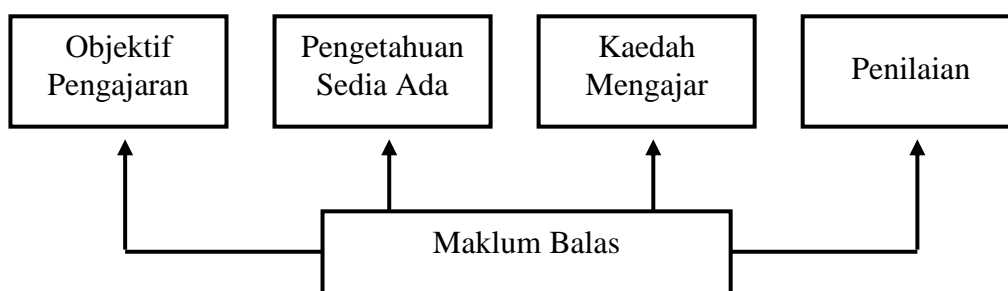 Objektif
Pengajaran
Pengetahuan
Sedia Ada
Kaedah
Mengajar
Penilaian
Maklum Balas